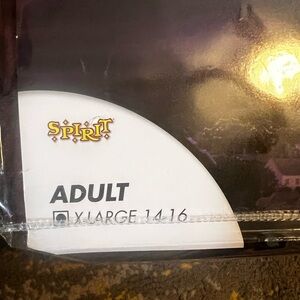 SPIRIT
ADULT
X-LARGE 14-16